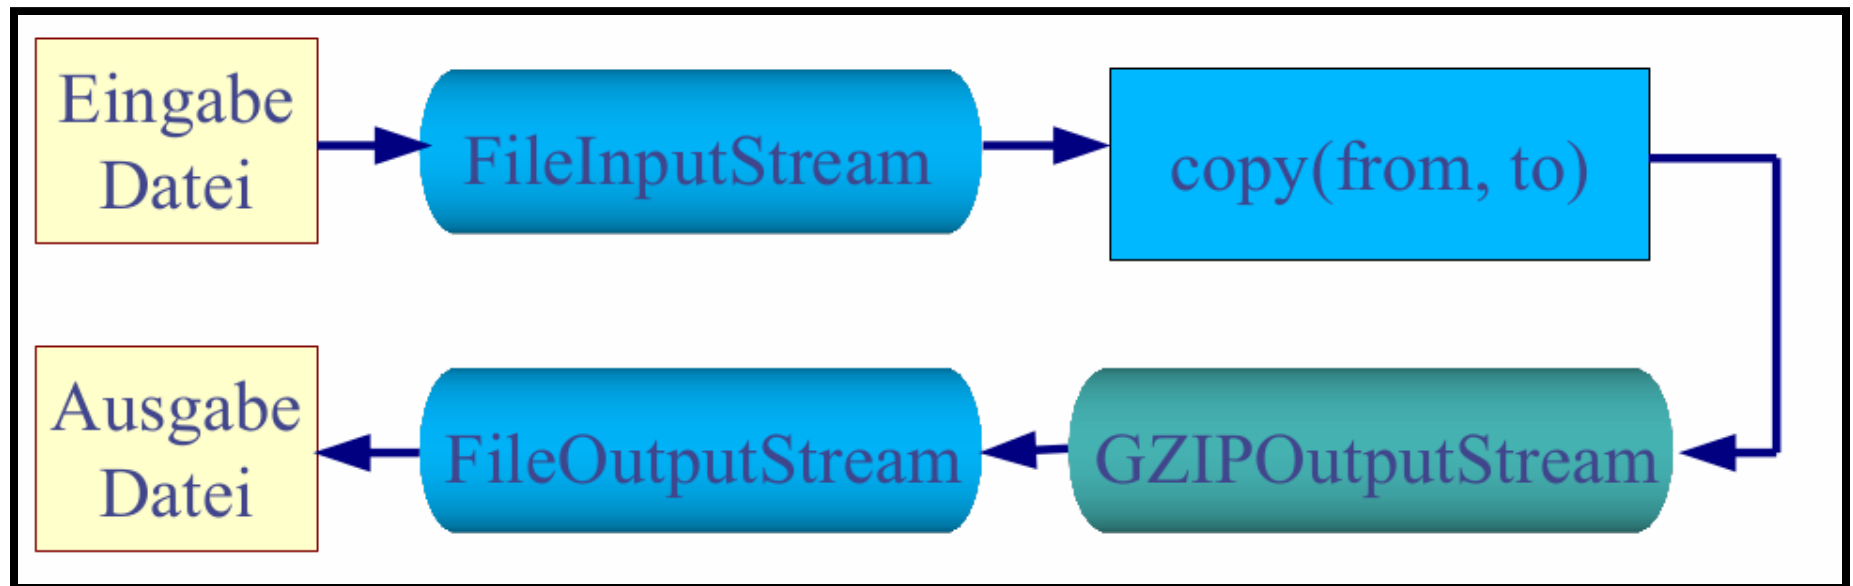 Eingabe
Datei
FileInputStream
copy(from, to)
Ausgabe
Datei
FileOutputStream
GZIPOutputStream